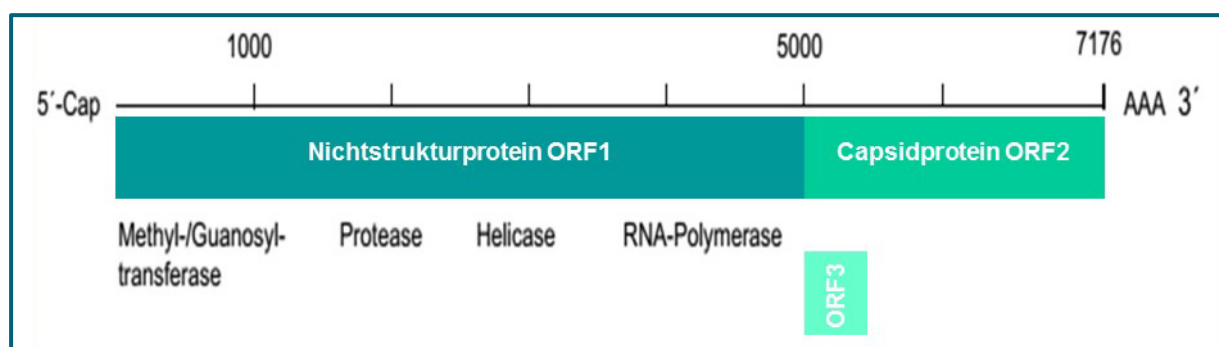 1000 5000 7176
5´-Cap AAA 3´
Nichtstrukturprotein ORF1 Capsidprotein ORF2
Methyl-/Guanosyl- Protease Helicase RNA-Polymerase
transferase
ORF3